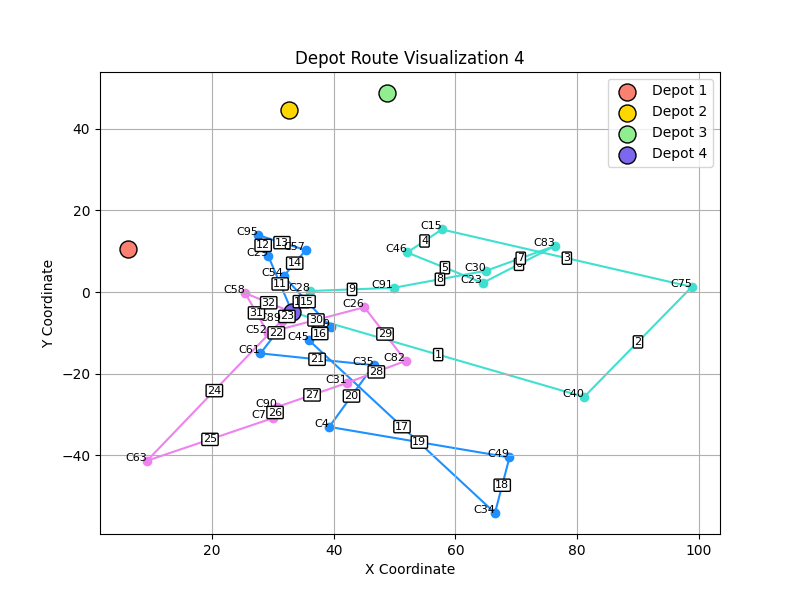 Depot Route Visualization 4
Depot 1
Depot 2
Depot 3
Depot 4
Y Coordinate
40
20
0
−20
−40
20
40
60
80
100
X Coordinate
C95
C57
C54
C28
C58
C52
C61
C45
C26
C82
C35
C31
C90
C7
C4
C63
C49
C34
C40
C75
C83
C15
C46
C30
C23
C91
1
2
3
4
5
7
8
9
11
12
13
14
15
16
17
18
19
20
21
22
23
24
25
26
27
28
29
30
31
32